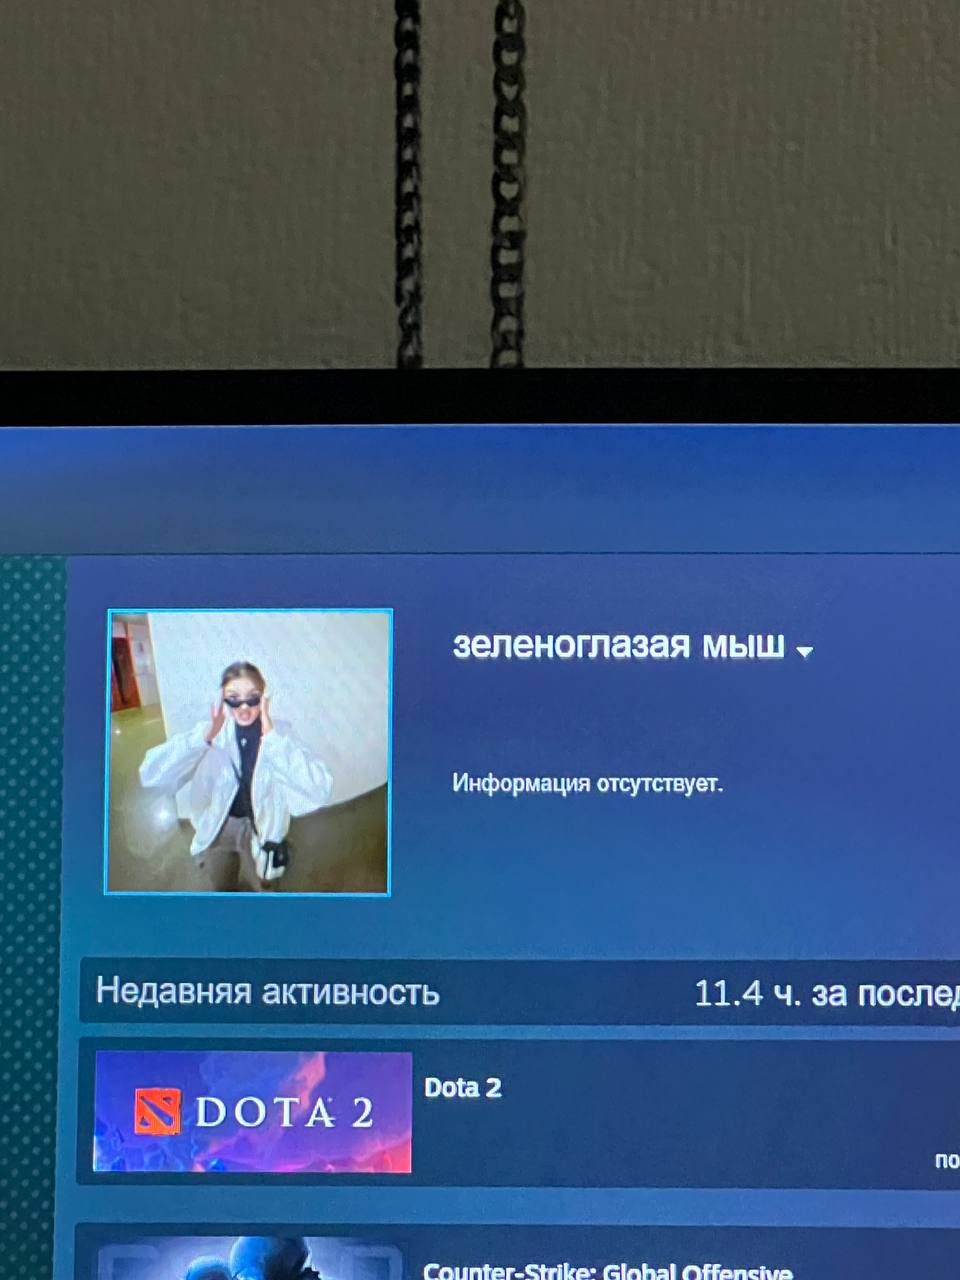 зеленоглазая мыш
Информация отсутствует.
Недавняя активность
11.4 ч. за послед
DOTA 2
Dota 2
по
Counter-Strike: Global Offensive